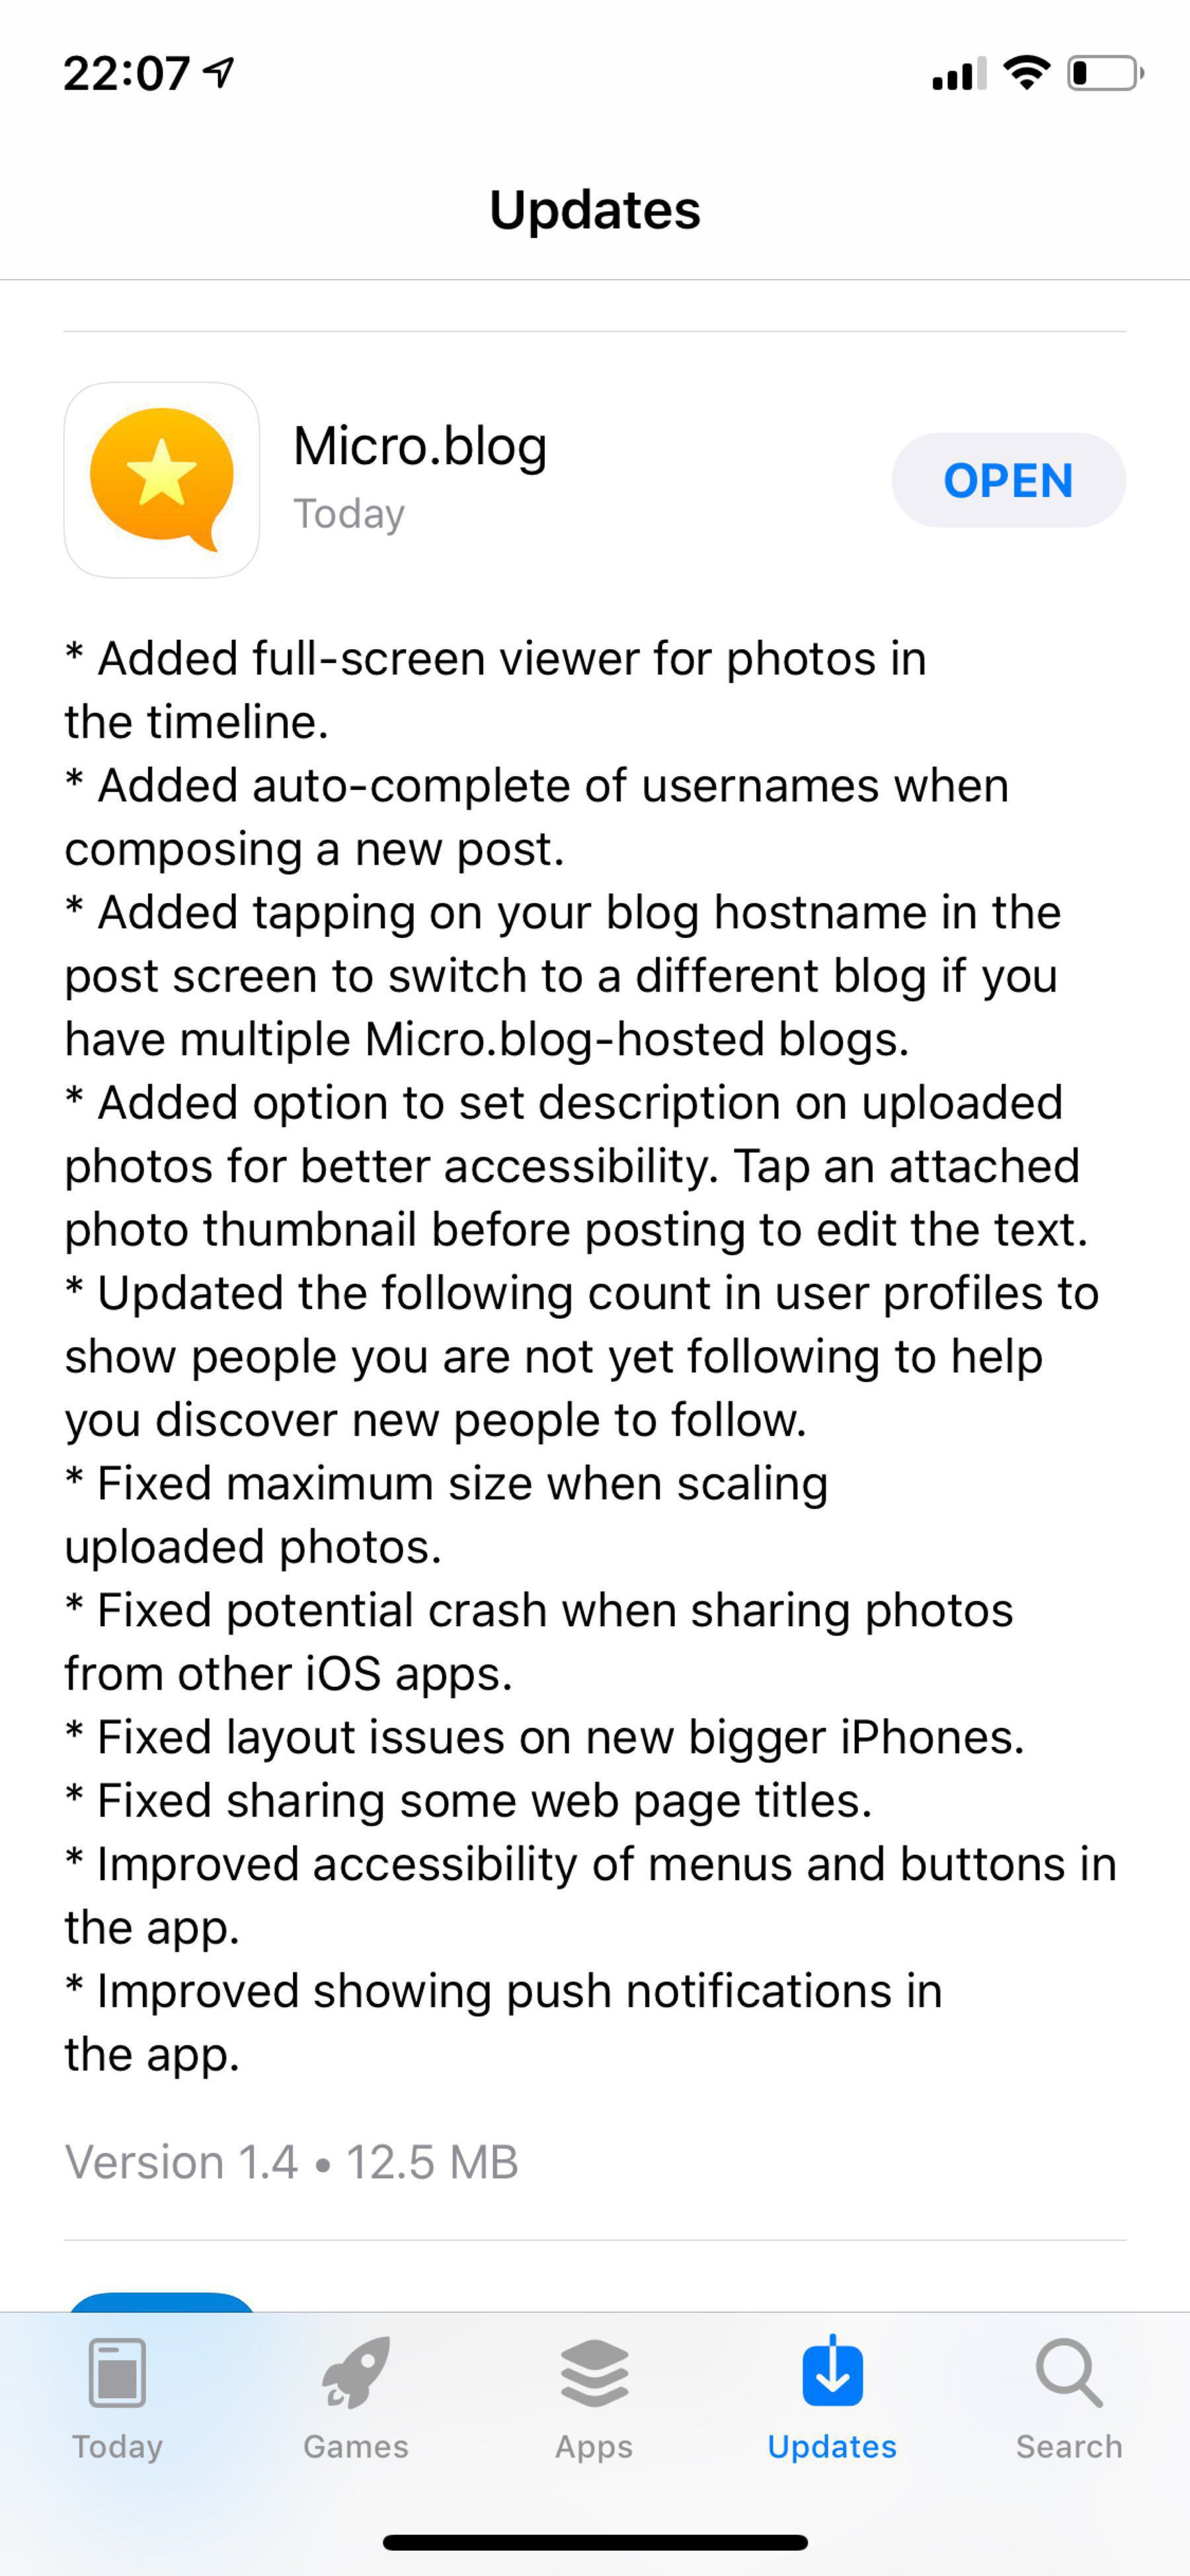 22:07
Updates
Micro.blog
Today
OPEN
* Added full-screen viewer for photos in
the timeline.
* Added auto-complete of usernames when
composing a new post.
* Added tapping on your blog hostname in the
post screen to switch to a different blog if you
have multiple Micro.blog-hosted blogs.
* Added option to set description on uploaded
photos for better accessibility. Tap an attached
photo thumbnail before posting to edit the text.
* Updated the following count in user profiles to
show people you are not yet following to help
you discover new people to follow.
* Fixed maximum size when scaling
uploaded photos.
* Fixed potential crash when sharing photos
from other iOS apps.
* Fixed layout issues on new bigger iPhones.
* Fixed sharing some web page titles.
* Improved accessibility of menus and buttons in
the app.
* Improved showing push notifications in
the app.
Version 1.4 • 12.5 MB
Today Games Apps Updates Search